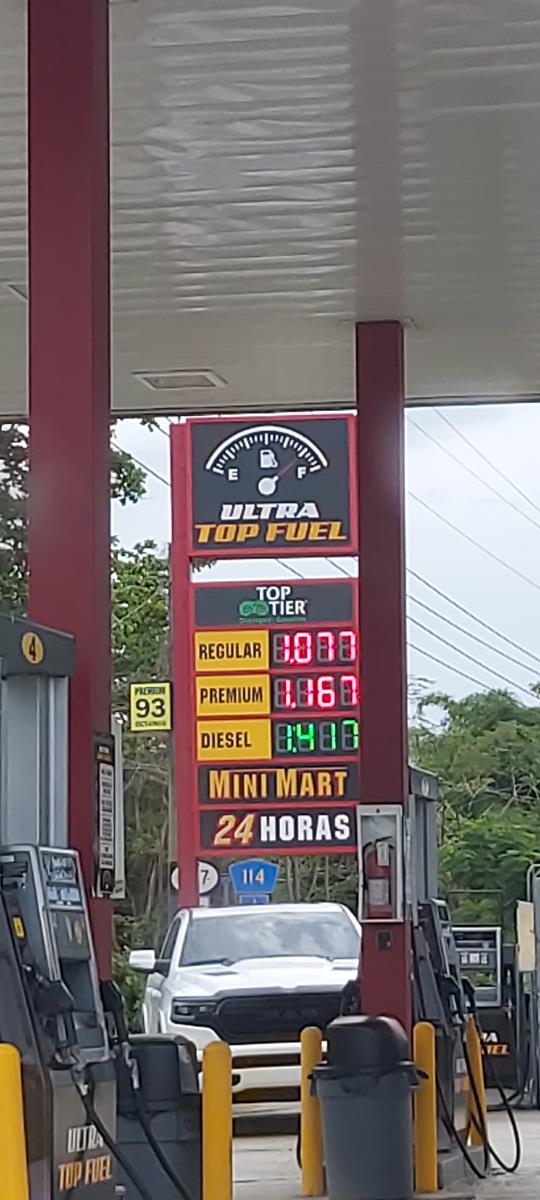 E F
ULTRA
TOP FUEL
TOP
TIER
REGULAR 1.077
PREMIUM 1.167
DIESEL 1.417
MINI MART
24 HORAS
PREMIUM
93
4
7
114
ULTRA
TOP FUEL